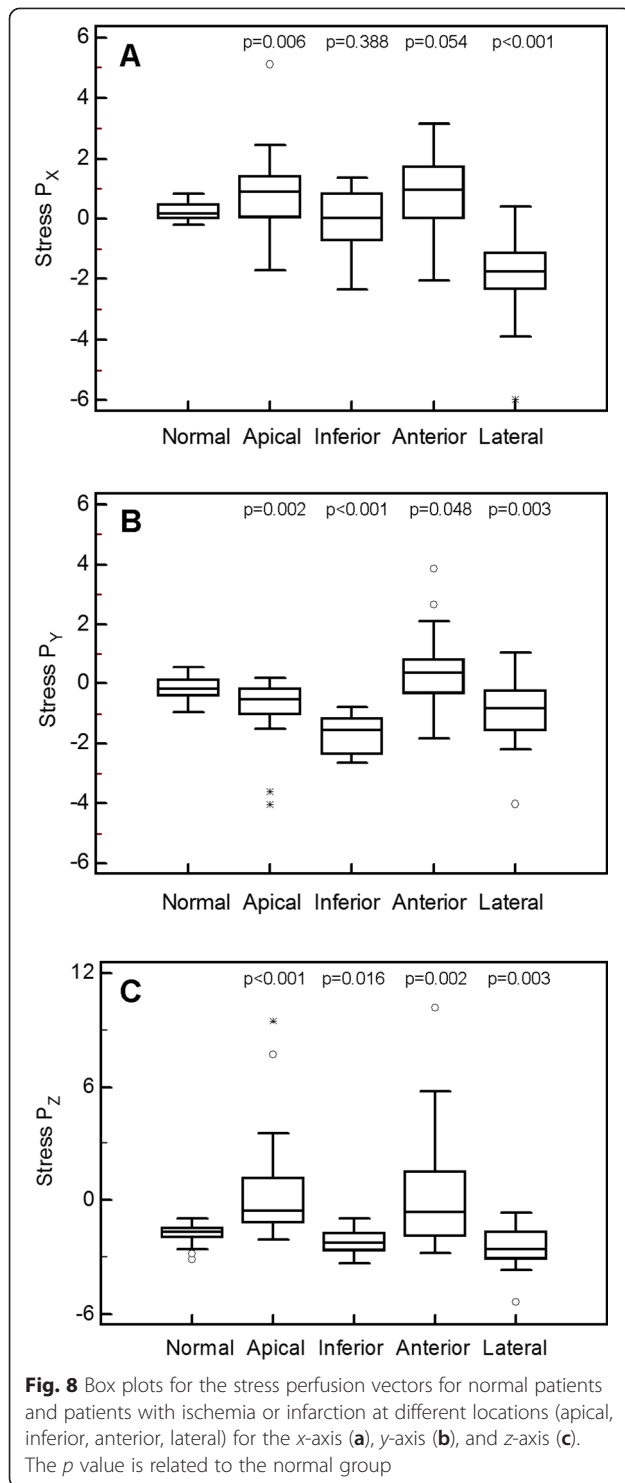 A
p=0.006 p=0.388 p=0.054 p<0.001
6
4
2
0
-2
-4
-6
Stress P_X
Normal Apical Inferior Anterior Lateral
B
p=0.002 p<0.001 p=0.048 p=0.003
6
4
2
0
-2
-4
-6
Stress P_Y
Normal Apical Inferior Anterior Lateral
C
p<0.001 p=0.016 p=0.002 p=0.003
12
6
0
-6
Stress P_Z
Normal Apical Inferior Anterior Lateral
Fig. 8 Box plots for the stress perfusion vectors for normal patients
and patients with ischemia or infarction at different locations (apical,
inferior, anterior, lateral) for the x-axis (a), y-axis (b), and z-axis (c).
The p value is related to the normal group